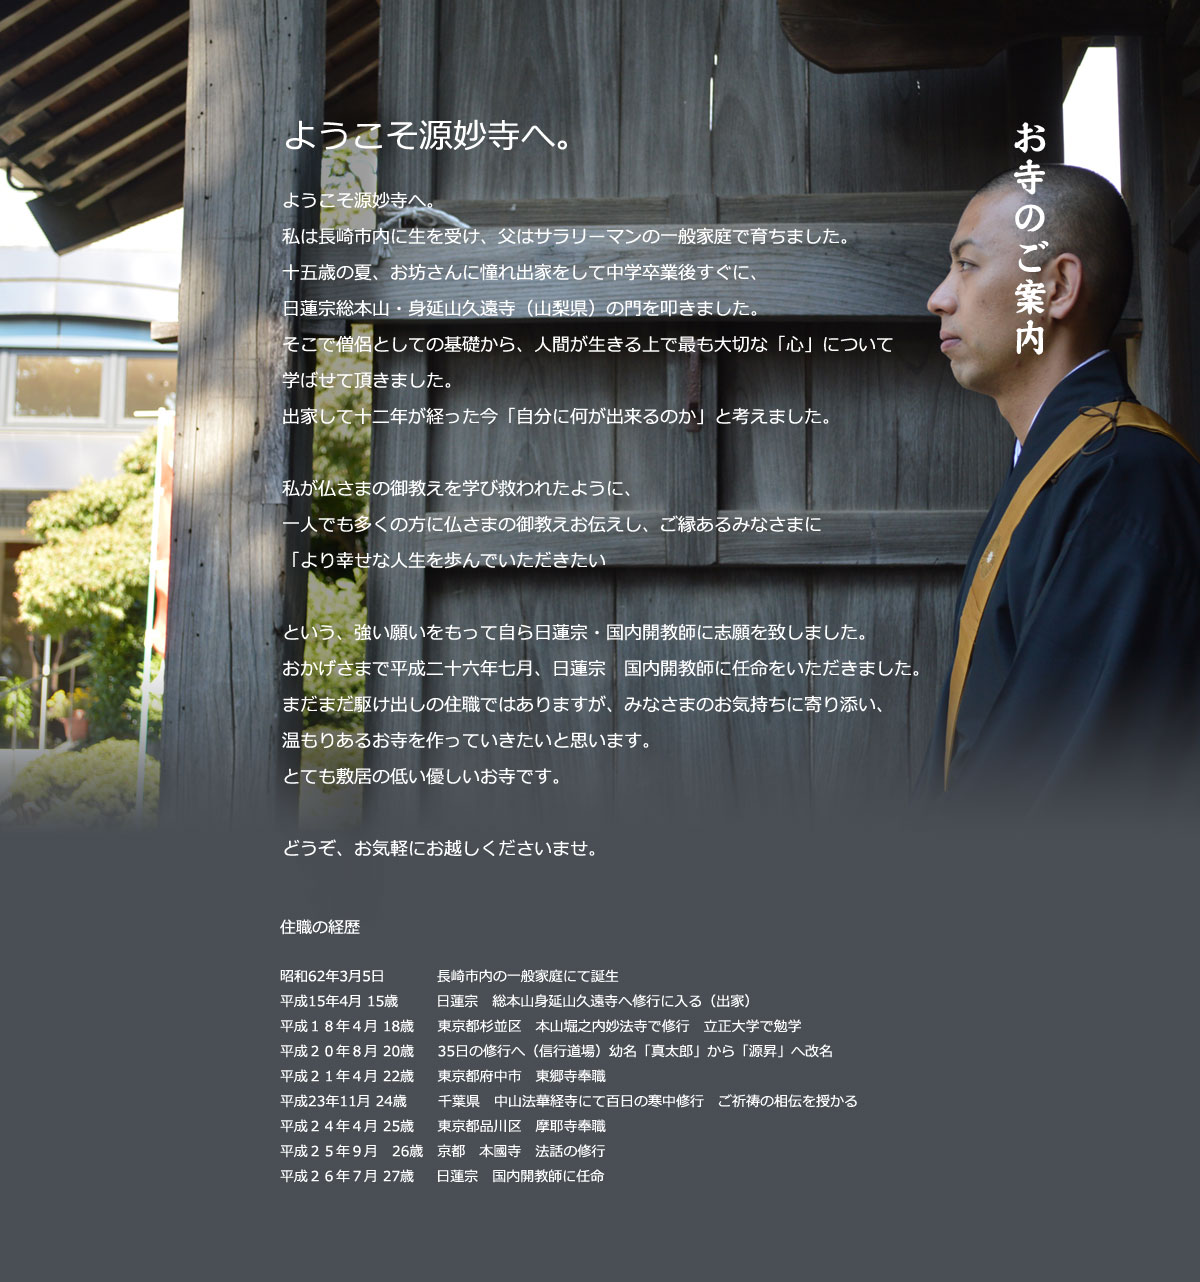 お寺のご案内
ようこそ源妙寺へ。
ようこそ源妙寺へ。
私は長崎市内に生を受け、父はサラリーマンの一般家庭で育ちました。
十五歳の夏、お坊さんに憧れ出家をして中学卒業後すぐに、
日蓮宗総本山・身延山久遠寺（山梨県）の門を叩きました。
そこで僧侶としての基礎から、人間が生きる上で最も大切な「心」について
学ばせて頂きました。
出家して十二年が経った今「自分に何が出来るのか」と考えました。
私が仏さまの御教えを学び救われたように、
一人でも多くの方に仏さまの御教えお伝えし、ご縁あるみなさまに
「より幸せな人生を歩んでいただきたい
という、強い願いをもって自ら日蓮宗・国内開教師に志願を致しました。
おかげさまで平成二十六年七月、日蓮宗　国内開教師に任命をいただきました。
まだまだ駆け出しの住職ではありますが、みなさまのお気持ちに寄り添い、
温もりあるお寺を作っていきたいと思います。
とても敷居の低い優しいお寺です。
どうぞ、お気軽にお越しくださいませ。
住職の経歴
昭和62年3月5日　長崎市内の一般家庭にて誕生
平成15年4月 15歳　日蓮宗　総本山身延山久遠寺へ修行に入る（出家）
平成１８年４月 18歳　東京都杉並区　本山堀之内妙法寺で修行　立正大学で勉学
平成２０年８月 20歳　35日の修行へ（信行道場）幼名「真太郎」から「源昇」へ改名
平成２１年４月 22歳　東京都府中市　東郷寺奉職
平成23年11月 24歳　千葉県　中山法華経寺にて百日の寒中修行　ご祈祷の相伝を授かる
平成２４年４月 25歳　東京都品川区　摩耶寺奉職
平成２５年９月　26歳　京都　本國寺　法話の修行
平成２６年７月 27歳　日蓮宗　国内開教師に任命